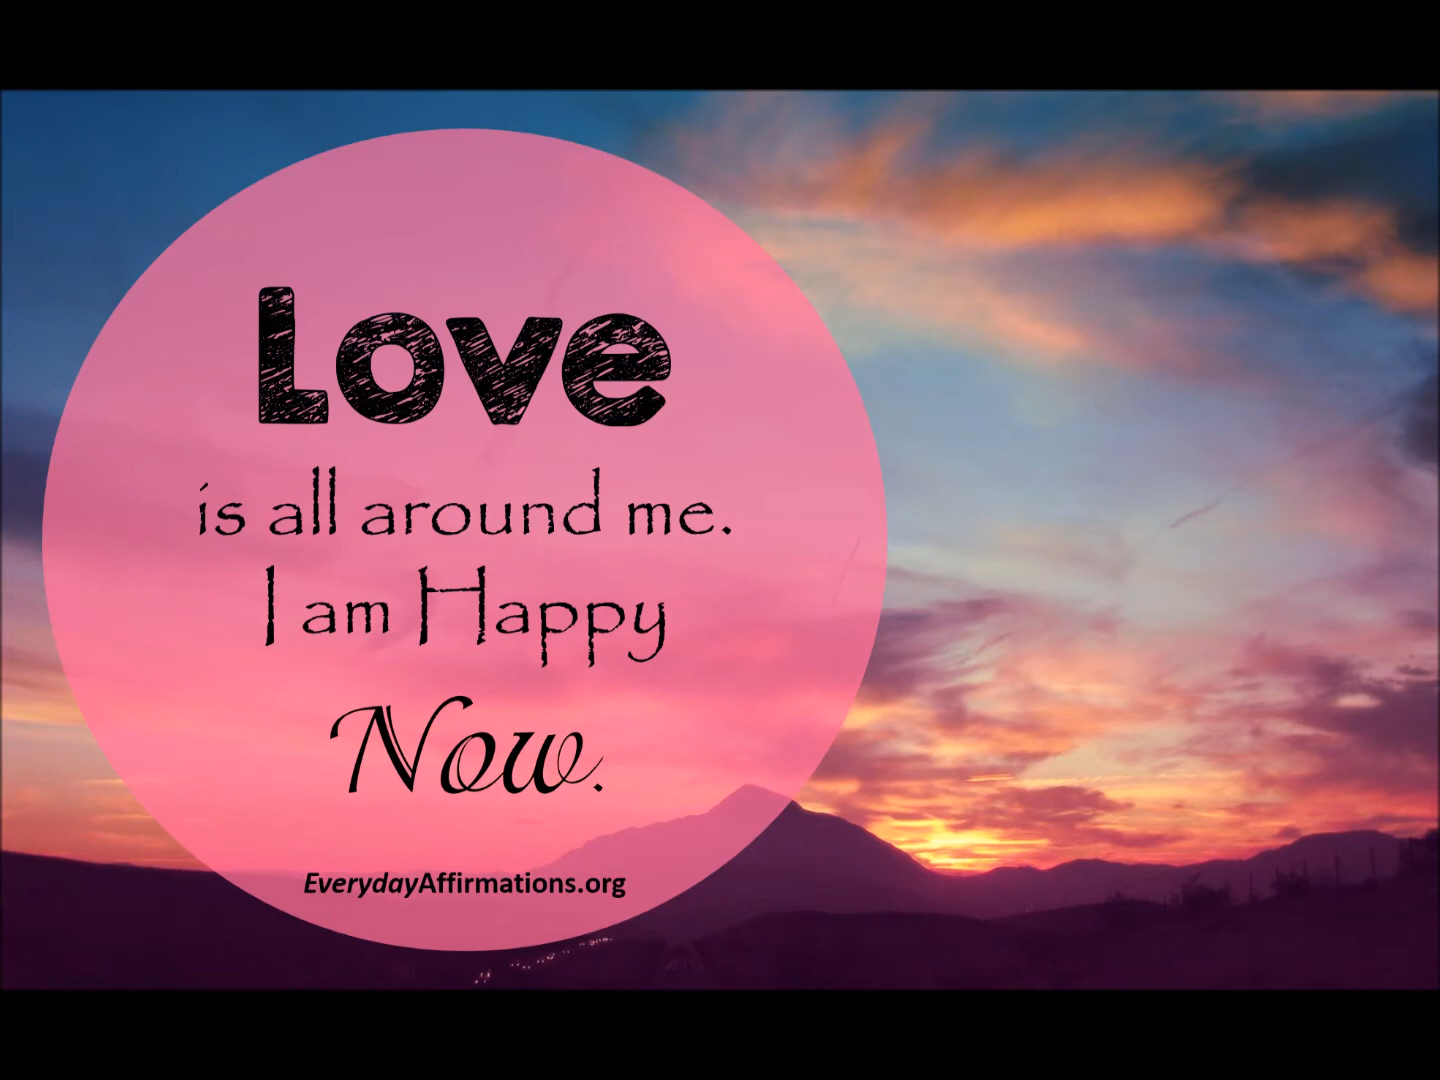 Love
is all around me.
I am Happy
Now.
EverydayAffirmations.org